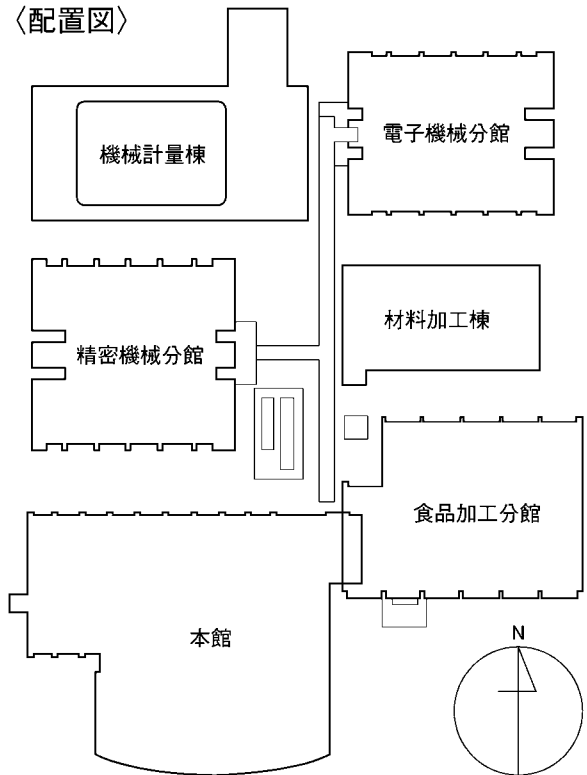 〈配置図〉
機械計量棟
電子機械分館
精密機械分館
材料加工棟
食品加工分館
本館
N